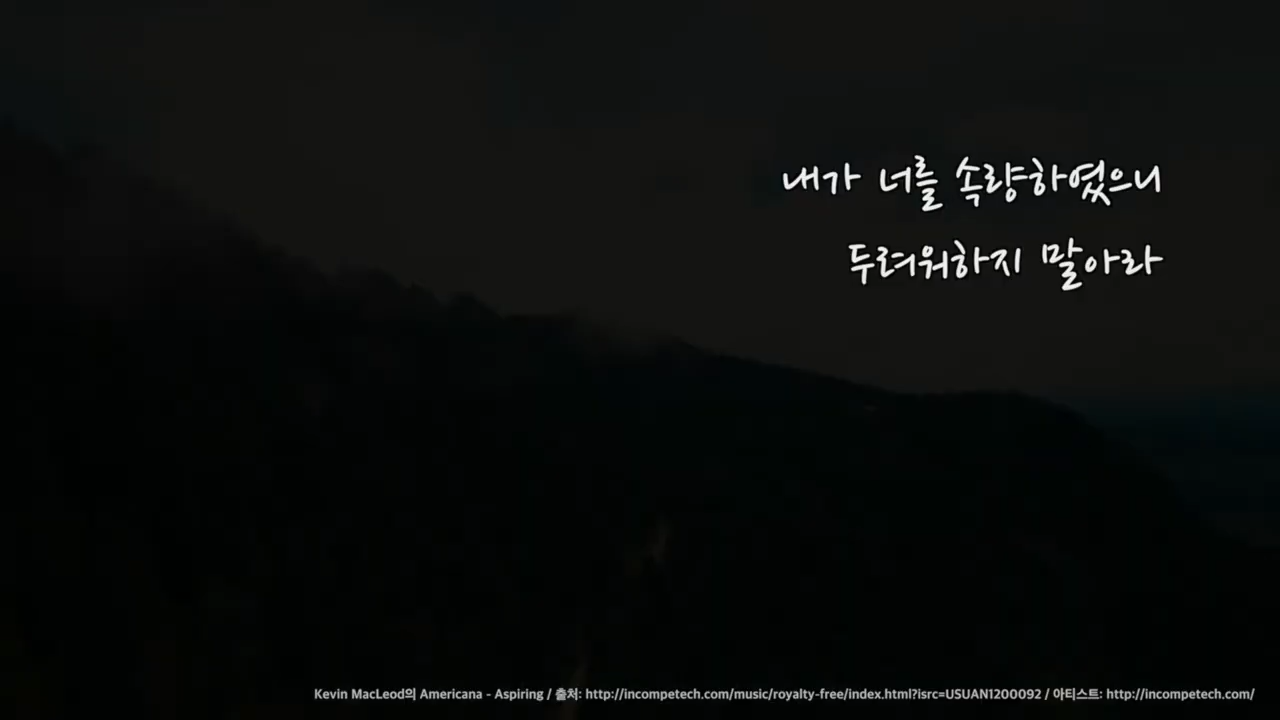 내가 너를 속량하였으니
두려워하지 말아라
Kevin MacLeod의 Americana - Aspiring / 출처: http://incompetech.com/music/royalty-free/index.html?isrc=USUAN1200092 / 아티스트: http://incompetech.com/